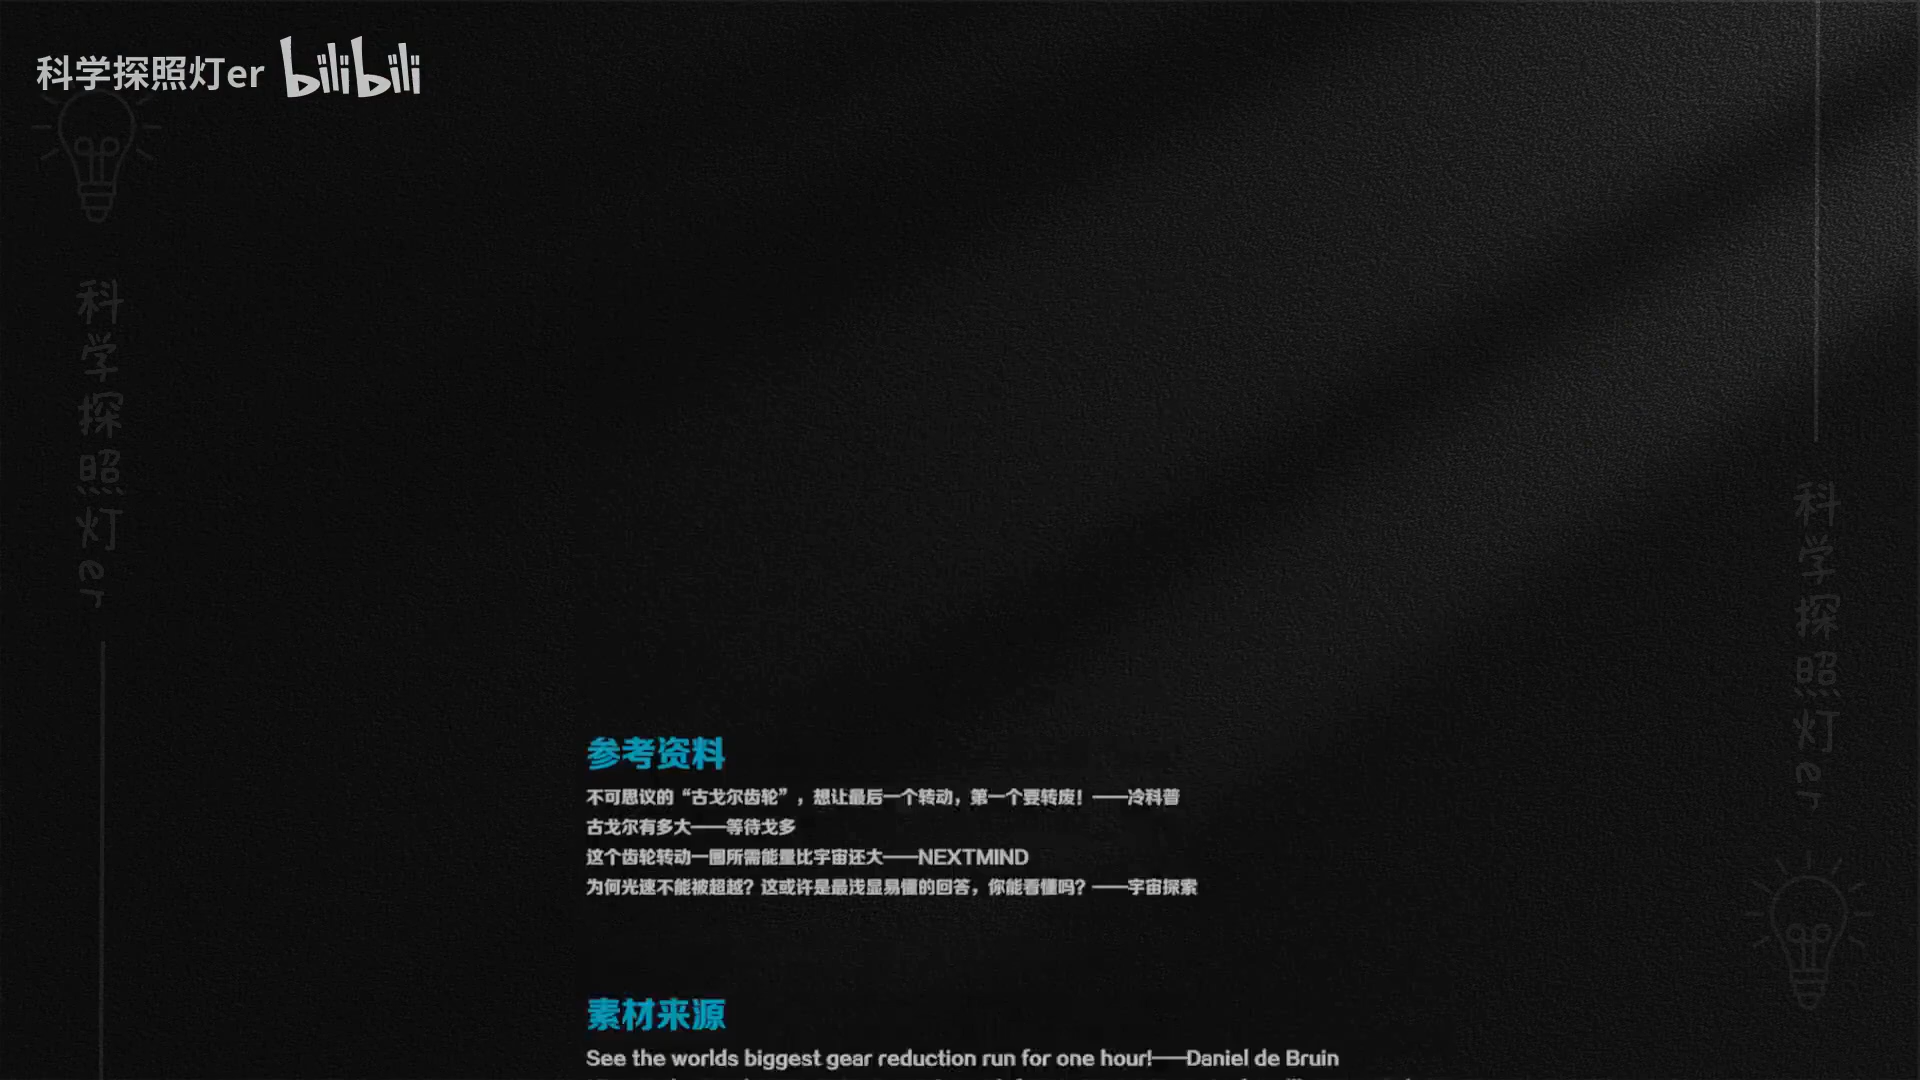 科学探照灯er bilibili
科学探照灯er
科学探照灯er
参考资料
不可思议的“古戈尔齿轮”，想让最后一个转动，第一个要转废！——冷科普
古戈尔有多大——等待戈多
这个齿轮转动一圈所需能量比宇宙还大——NEXTMIND
为何光速不能被超越？这或许是最浅显易懂的回答，你能看懂吗？——宇宙探索
素材来源
See the worlds biggest gear reduction run for one hour!——Daniel de Bruin